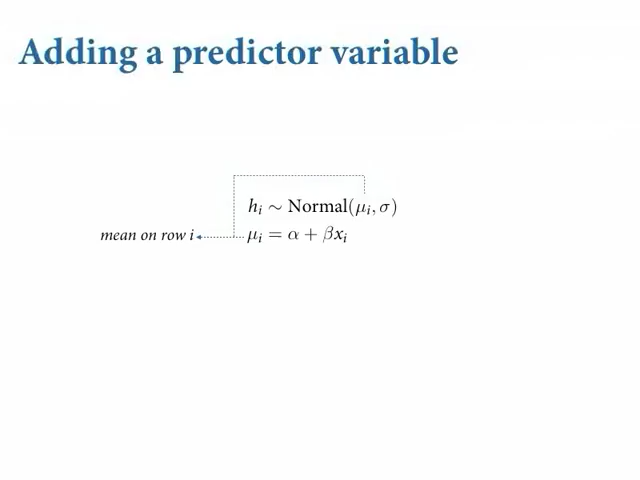 Adding a predictor variable
hᵢ ∼ Normal(μᵢ, σ)
mean on row i
μᵢ = α + βxᵢ